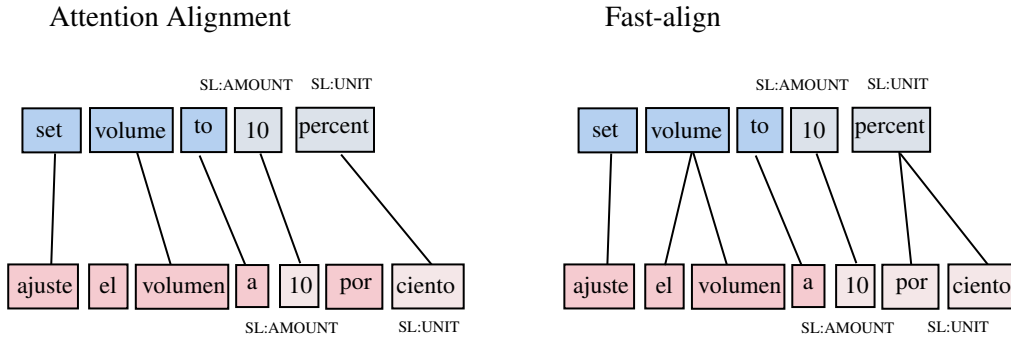 Attention Alignment
SL:AMOUNT SL:UNIT
set volume to 10 percent
ajuste el volumen a 10 por ciento
SL:AMOUNT SL:UNIT
Fast-align
SL:AMOUNT SL:UNIT
set volume to 10 percent
ajuste el volumen a 10 por ciento
SL:AMOUNT SL:UNIT